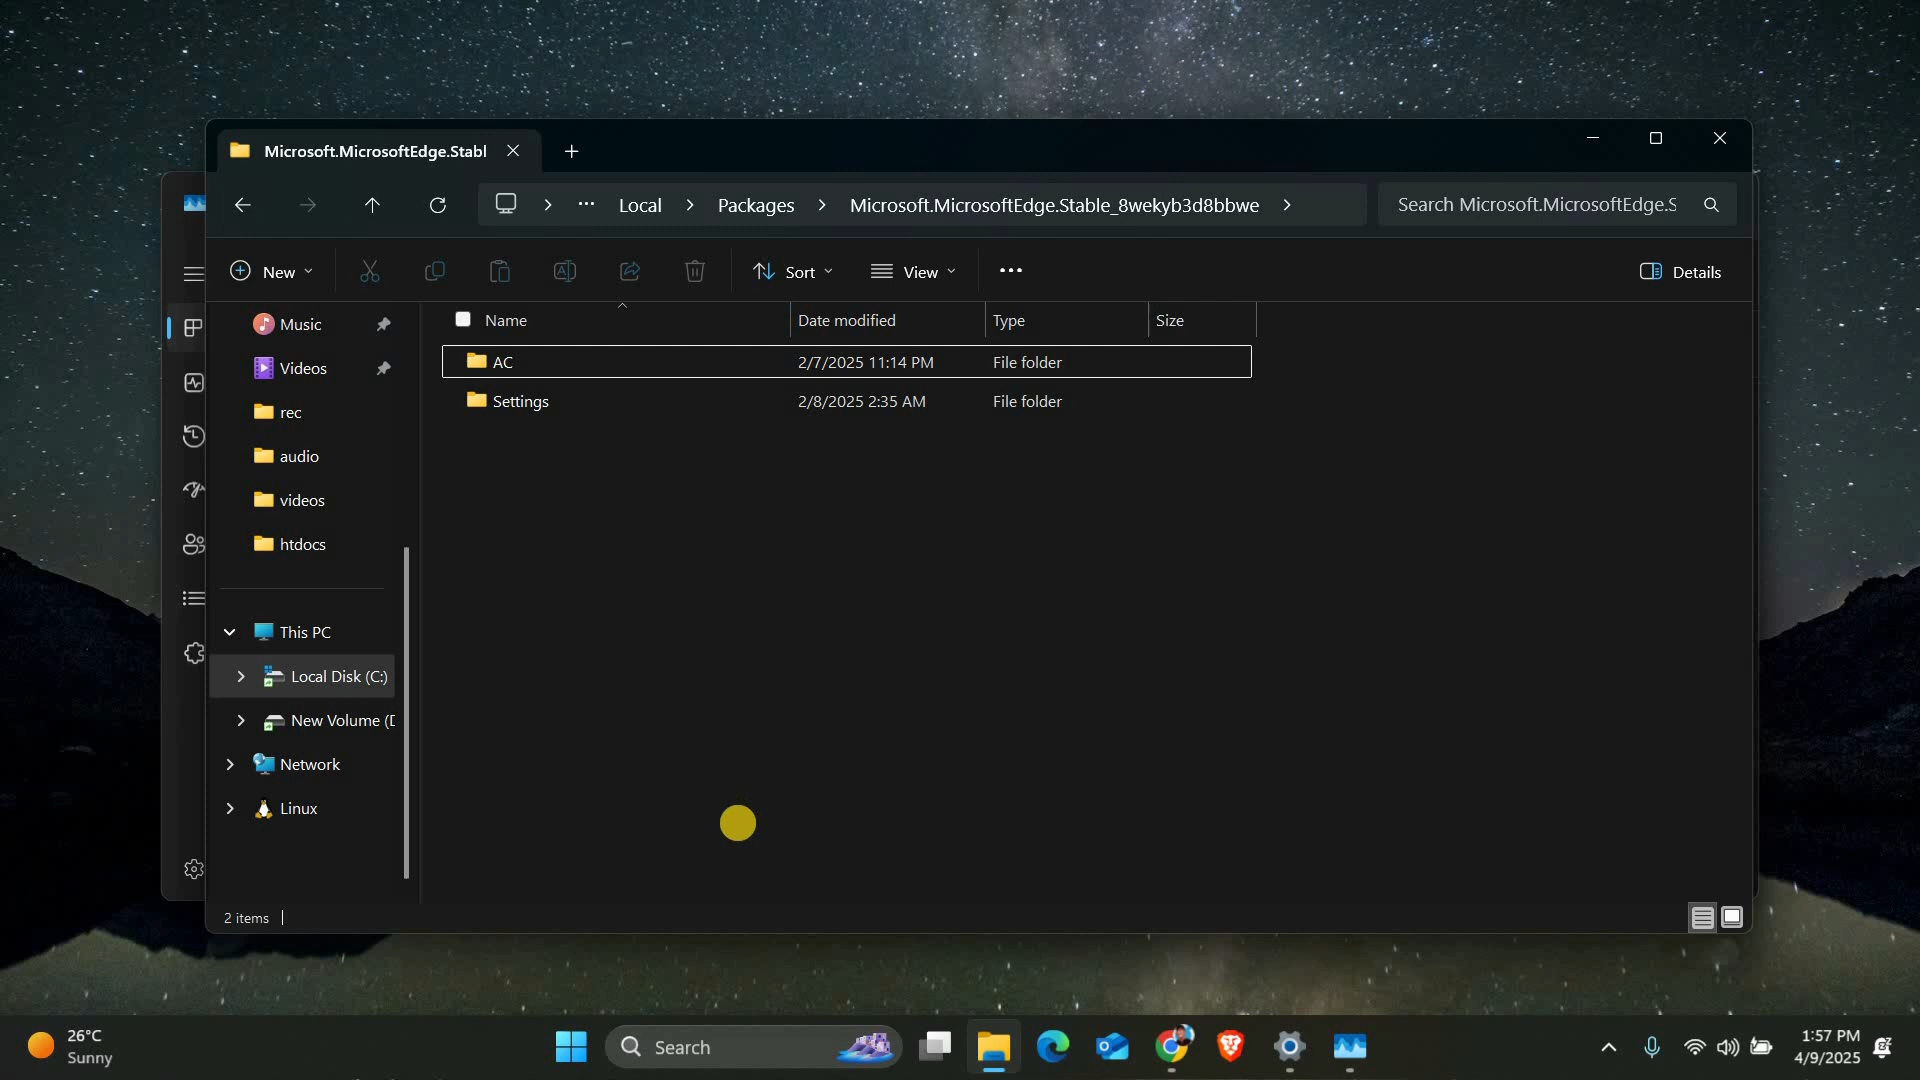 Microsoft.MicrosoftEdge.Stabl
Local
Packages
Microsoft.MicrosoftEdge.Stable_8wekyb3d8bbwe
Search Microsoft.MicrosoftEdge.S
New
Sort
View
Details
Name
Date modified
Type
Size
AC
2/7/2025 11:14 PM
File folder
Settings
2/8/2025 2:35 AM
File folder
Music
Videos
rec
audio
videos
htdocs
This PC
Local Disk (C:)
New Volume (D
Network
Linux
2 items
26°C
Sunny
Search
1:57 PM
4/9/2025